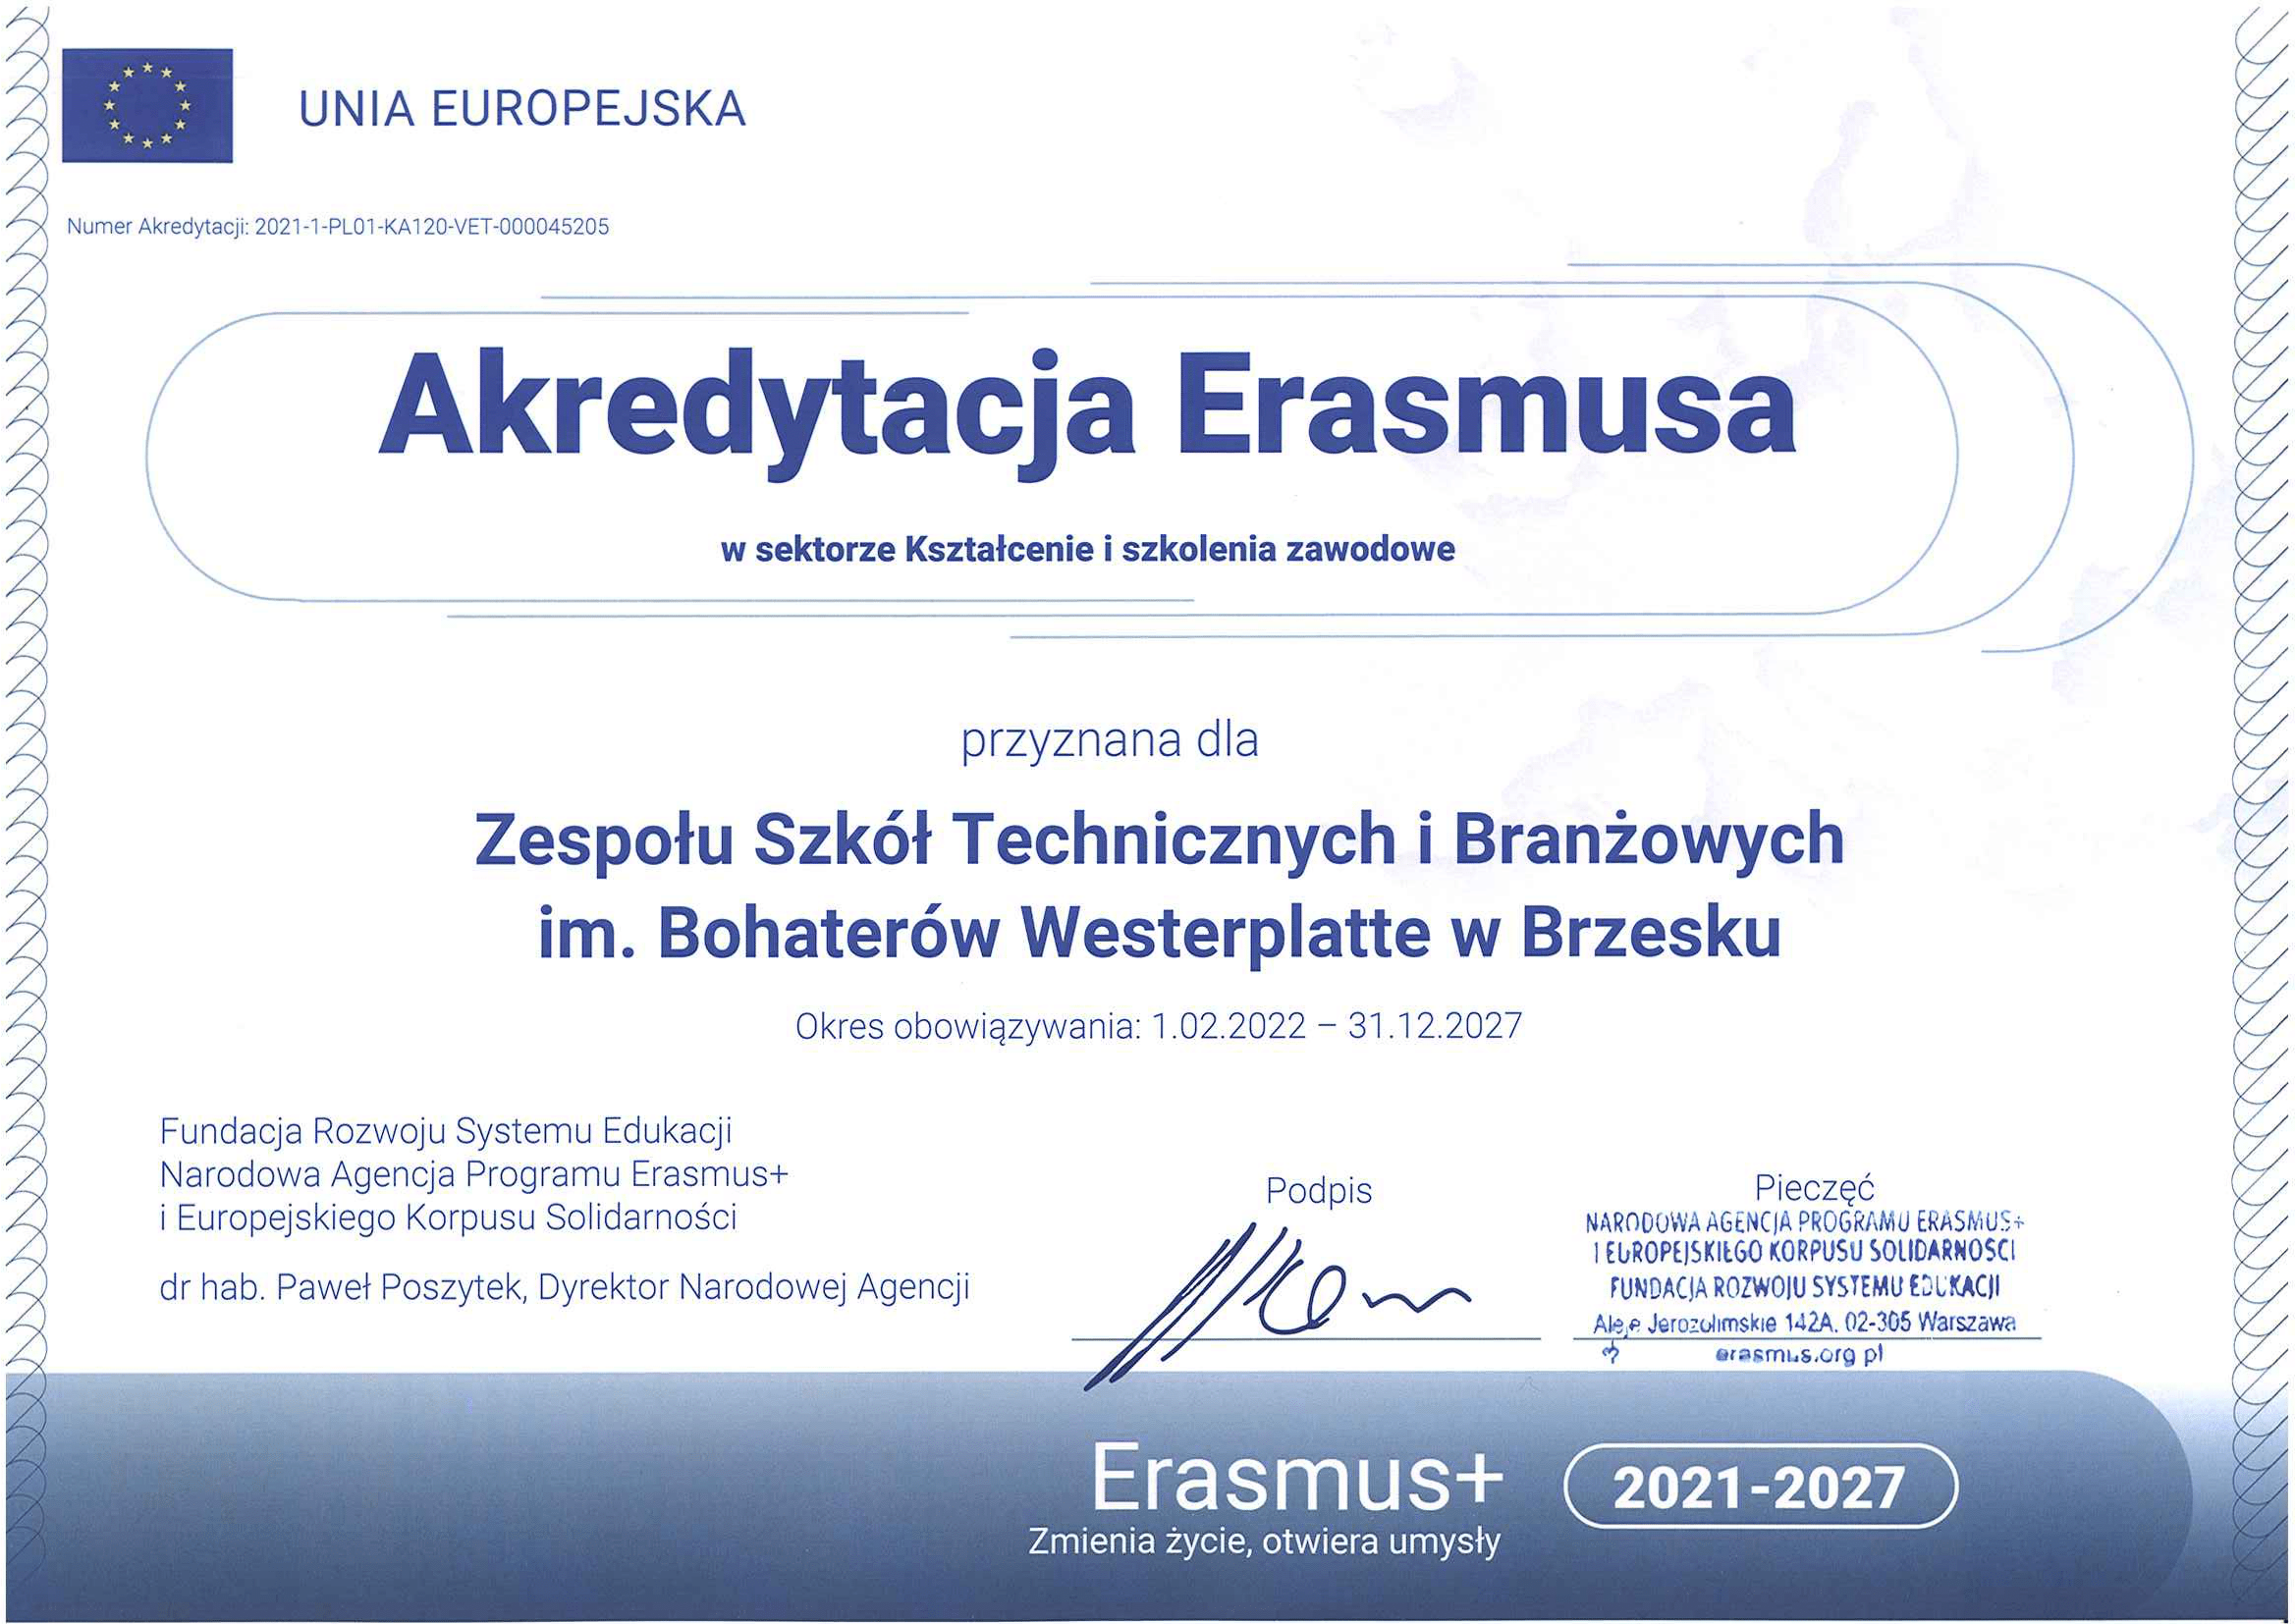 UNIA EUROPEJSKA
Numer Akredytacji: 2021-1-PL01-KA120-VET-000045205
Akredytacja Erasmusa
w sektorze Kształcenie i szkolenia zawodowe
przyznana dla
Zespołu Szkół Technicznych i Branżowych
im. Bohaterów Westerplatte w Brzesku
Okres obowiązywania: 1.02.2022 – 31.12.2027
Fundacja Rozwoju Systemu Edukacji
Narodowa Agencja Programu Erasmus+
i Europejskiego Korpusu Solidarności
dr hab. Paweł Poszytek, Dyrektor Narodowej Agencji
Podpis
Pieczęć
NARODOWA AGENCJA PROGRAMU ERASMUS+
I EUROPEJSKIEGO KORPUSU SOLIDARNOŚCI
FUNDACJA ROZWOJU SYSTEMU EDUKACJI
Aleje Jerozolimskie 142A, 02-305 Warszawa
erasmus.org.pl
Erasmus+
Zmienia życie, otwiera umysły
2021-2027